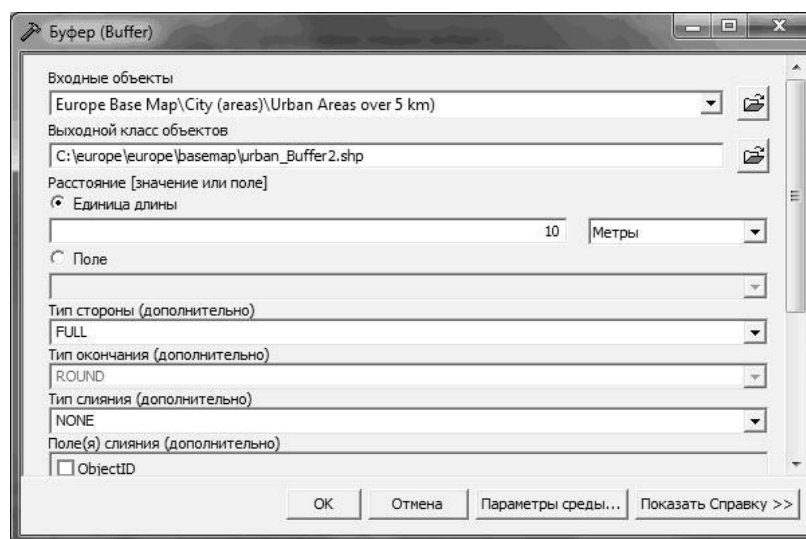 Буфер (Buffer)
Входные объекты
Europe Base Map\City (areas)\Urban Areas over 5 km)
Выходной класс объектов
C:\europe\europe\basemap\urban_Buffer2.shp
Расстояние [значение или поле]
Единица длины
10 Метры
Поле
Тип стороны (дополнительно)
FULL
Тип окончания (дополнительно)
ROUND
Тип слияния (дополнительно)
NONE
Поле(я) слияния (дополнительно)
ObjectID
OK Отмена Параметры среды... Показать Справку >>